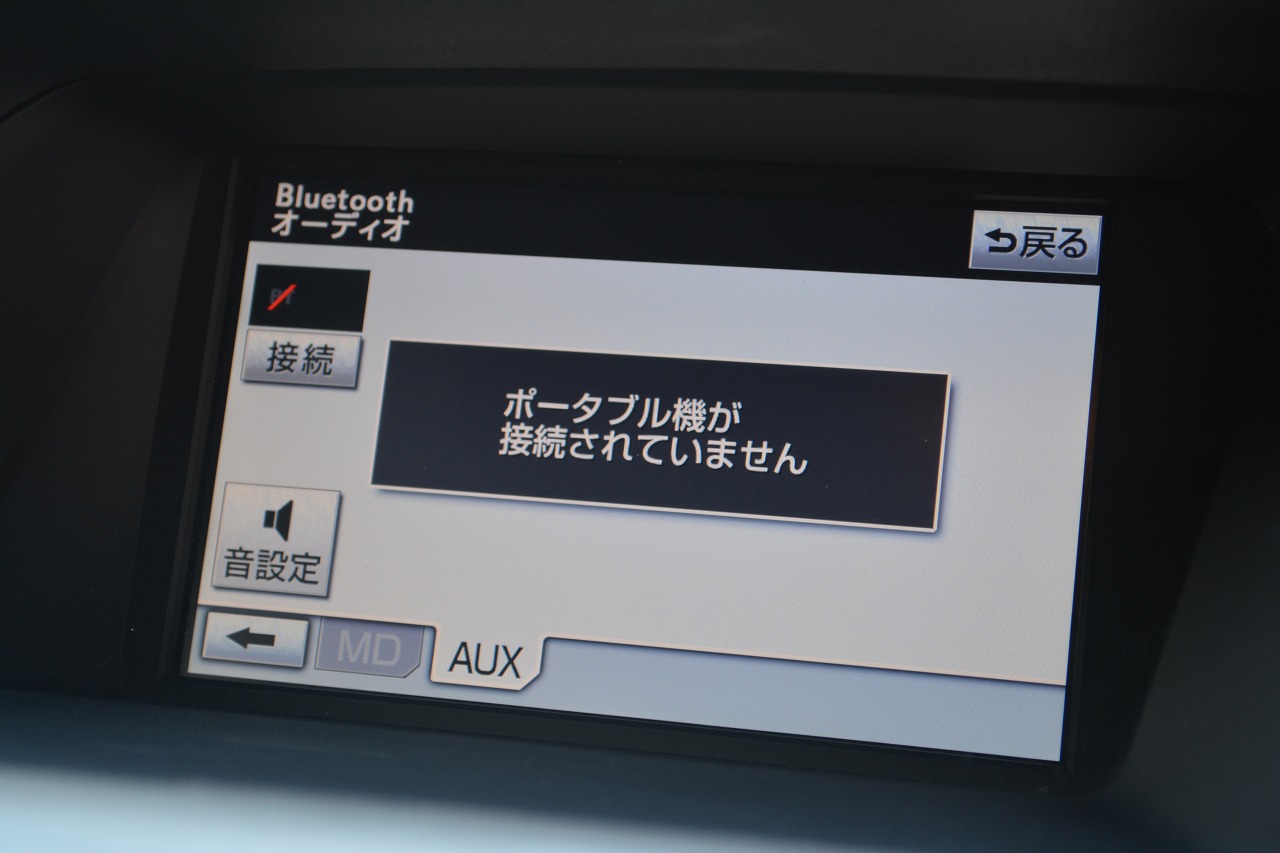 Bluetooth
オーディオ
戻る
BT
接続
ポータブル機が
接続されていません
音設定
MD
AUX